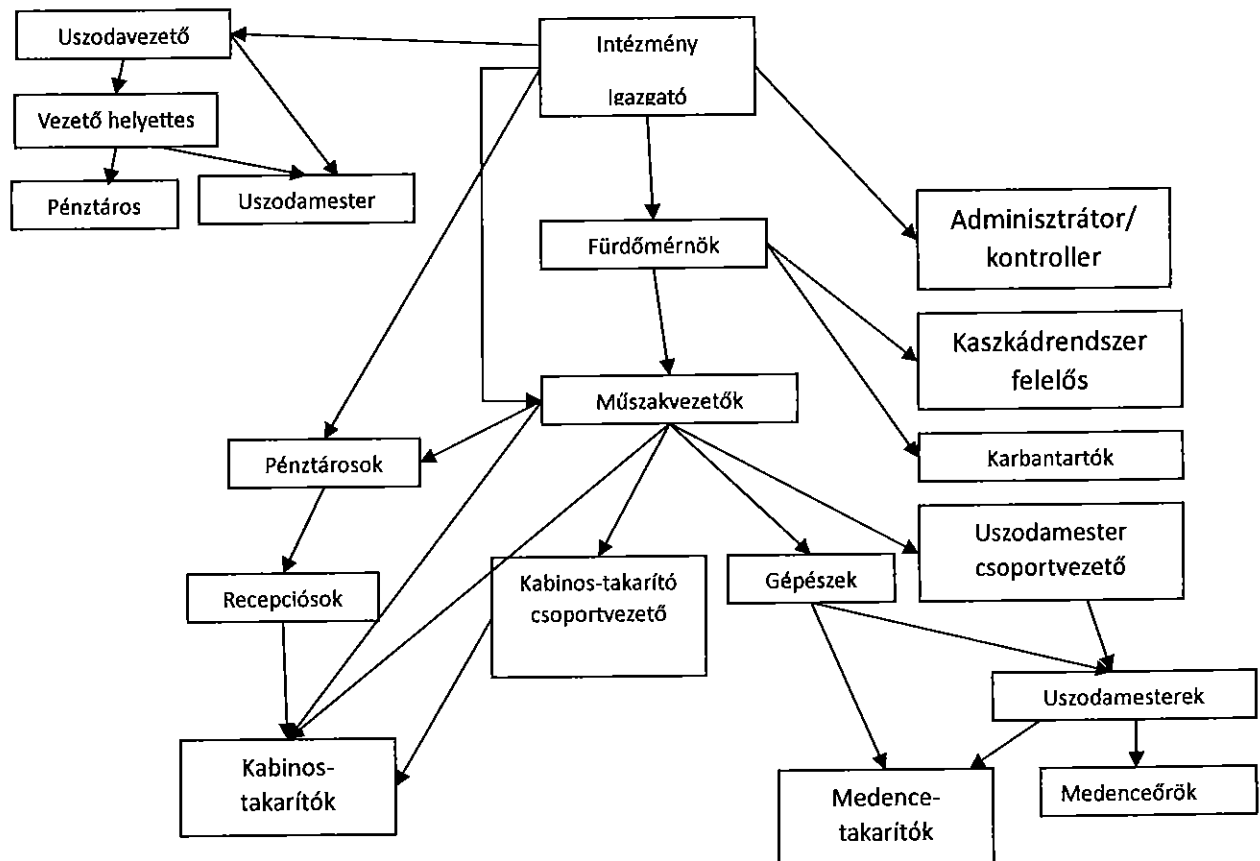 Uszodavezető
Intézmény
Igazgató
Vezető helyettes
Pénztáros
Uszodamester
Adminisztrátor/
kontroller
Fürdőmérnök
Kaszkádrendszer
felelős
Műszakvezetők
Pénztárosok
Karbantartók
Uszodamester
csoportvezető
Kabinos-takarító
csoportvezető
Gépészek
Recepciósok
Uszodamesterek
Kabinos-
takarítók
Medence-
takarítók
Medenceőrök